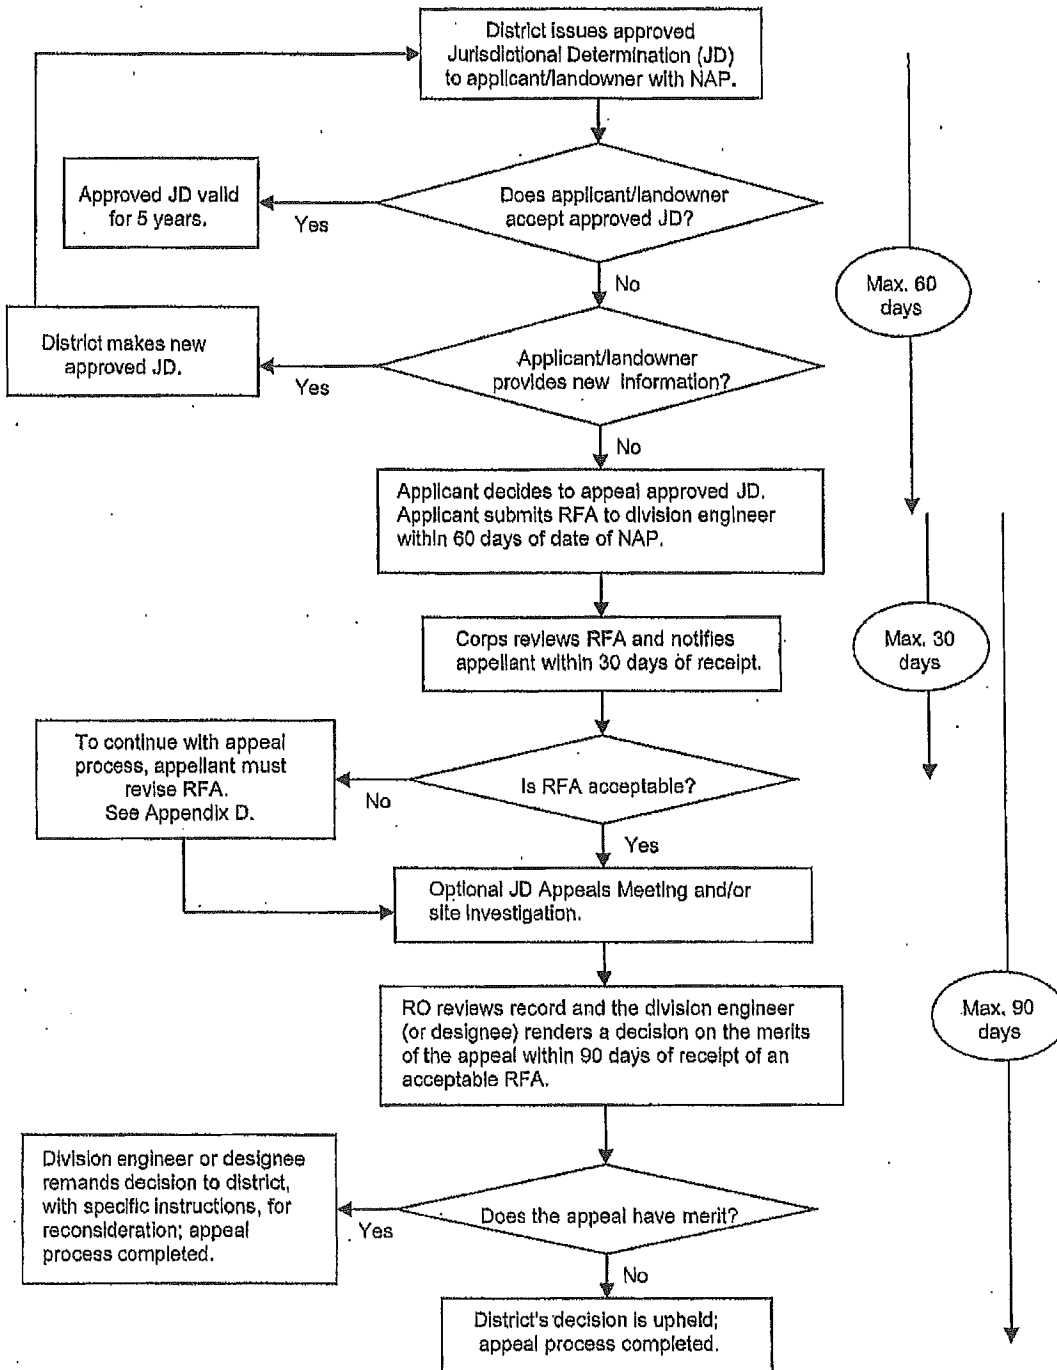 District issues approved
Jurisdictional Determination (JD)
to applicant/landowner with NAP.
Does applicant/landowner
accept approved JD?
Yes
Approved JD valid
for 5 years.
No
Max. 60
days
Applicant/landowner
provides new information?
Yes
District makes new
approved JD.
No
Applicant decides to appeal approved JD.
Applicant submits RFA to division engineer
within 60 days of date of NAP.
Corps reviews RFA and notifies
appellant within 30 days of receipt.
Max. 30
days
Is RFA acceptable?
No
To continue with appeal
process, appellant must
revise RFA.
See Appendix D.
Yes
Optional JD Appeals Meeting and/or
site investigation.
RO reviews record and the division engineer
(or designee) renders a decision on the merits
of the appeal within 90 days of receipt of an
acceptable RFA.
Max. 90
days
Does the appeal have merit?
Yes
Division engineer or designee
remands decision to district,
with specific instructions, for
reconsideration; appeal
process completed.
No
District's decision is upheld;
appeal process completed.